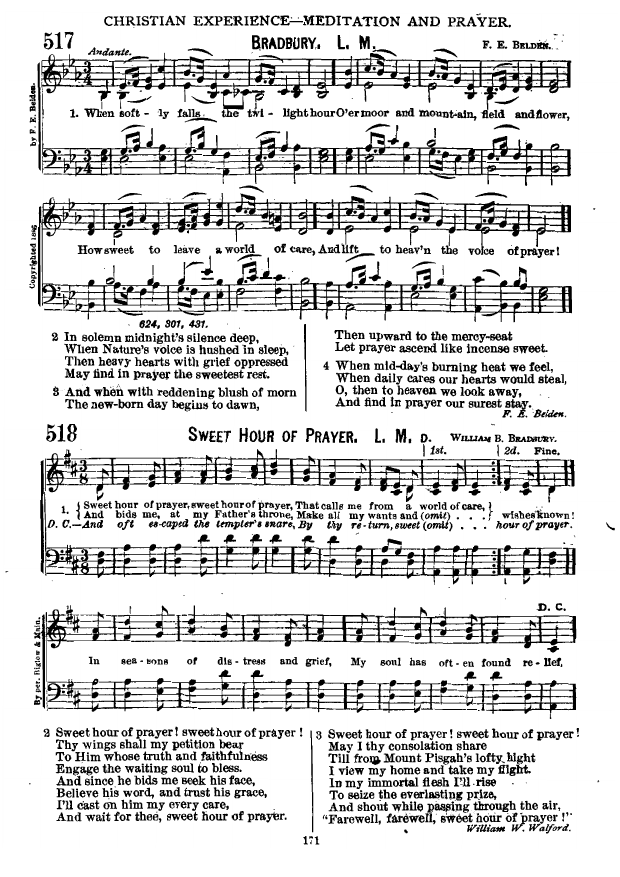 CHRISTIAN EXPERIENCE—MEDITATION AND PRAYER.
517 BRADBURY. L. M. F. E. BELDEN.
Andante.
by F. E. Belden.
1. When soft - ly falls the twi - light hour O'er moor and mount-ain, field and flower,
Copyrighted 1886
How sweet to leave a world of care, And lift to heav'n the voice of prayer!
624, 301, 431.
2 In solemn midnight's silence deep,
When Nature's voice is hushed in sleep,
Then heavy hearts with grief oppressed
May find in prayer the sweetest rest.
3 And when with reddening blush of morn
The new-born day begins to dawn,
Then upward to the mercy-seat
Let prayer ascend like incense sweet.
4 When mid-day's burning heat we feel,
When daily cares our hearts would steal,
O, then to heaven we look away,
And find in prayer our surest stay.
F. E. Belden.
518 SWEET HOUR OF PRAYER. L. M. D. WILLIAM B. BRADBURY.
1st. 2d. Fine.
1. { Sweet hour of prayer, sweet hour of prayer, That calls me from a world of care, }
{ And bids me, at my Father's throne, Make all my wants and (omit) . . . } wishes known!
D. C.—And oft es-caped the tempter's snare, By thy re-turn, sweet (omit) . . . hour of prayer.
By per. Biglow & Main.
D. C.
In sea-sons of dis-tress and grief, My soul has oft-en found re-lief,
2 Sweet hour of prayer! sweet hour of prayer!
Thy wings shall my petition bear
To Him whose truth and faithfulness
Engage the waiting soul to bless.
And since he bids me seek his face,
Believe his word, and trust his grace,
I'll cast on him my every care,
And wait for thee, sweet hour of prayer.
3 Sweet hour of prayer! sweet hour of prayer!
May I thy consolation share
Till from Mount Pisgah's lofty hight
I view my home and take my flight.
In my immortal flesh I'll rise
To seize the everlasting prize,
And shout while passing through the air,
"Farewell, farewell, sweet hour of prayer!"
William W. Walford.
171